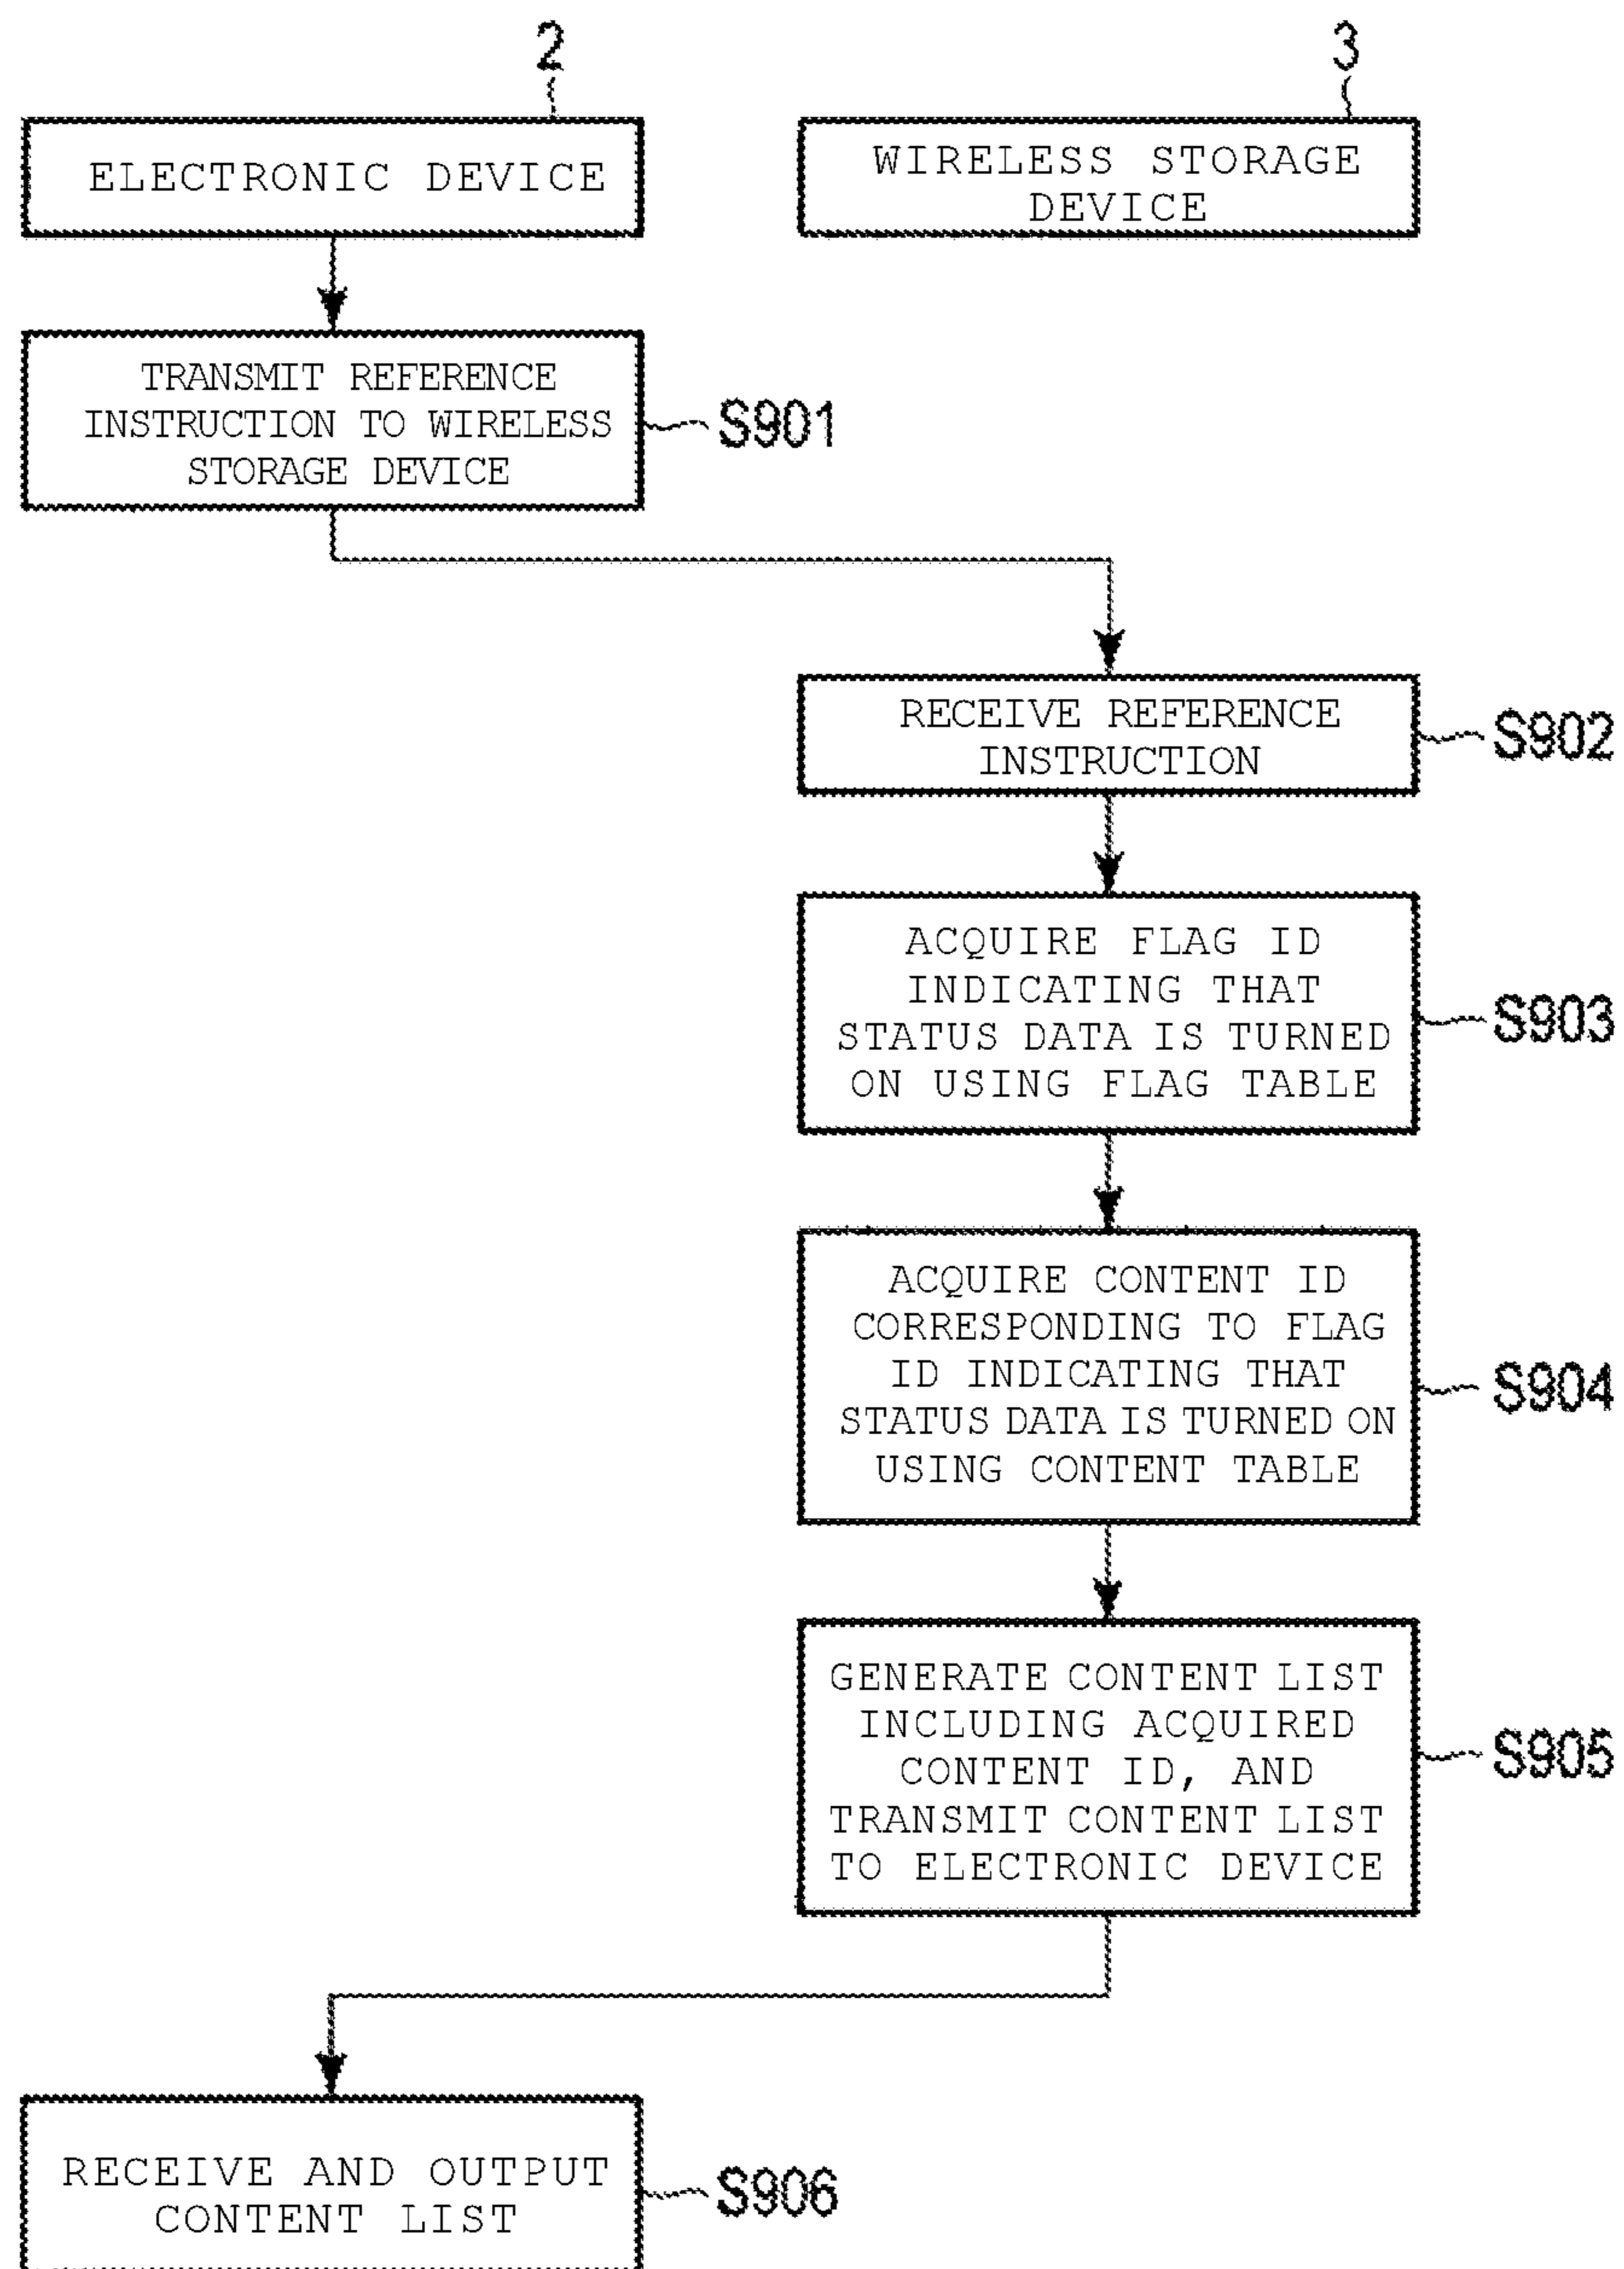 2
3
ELECTRONIC DEVICE
WIRELESS STORAGE
DEVICE
TRANSMIT REFERENCE
INSTRUCTION TO WIRELESS
STORAGE DEVICE
S901
RECEIVE REFERENCE
INSTRUCTION
S902
ACQUIRE FLAG ID
INDICATING THAT
STATUS DATA IS TURNED
ON USING FLAG TABLE
S903
ACQUIRE CONTENT ID
CORRESPONDING TO FLAG
ID INDICATING THAT
STATUS DATA IS TURNED ON
USING CONTENT TABLE
S904
GENERATE CONTENT LIST
INCLUDING ACQUIRED
CONTENT ID, AND
TRANSMIT CONTENT LIST
TO ELECTRONIC DEVICE
S905
RECEIVE AND OUTPUT
CONTENT LIST
S906